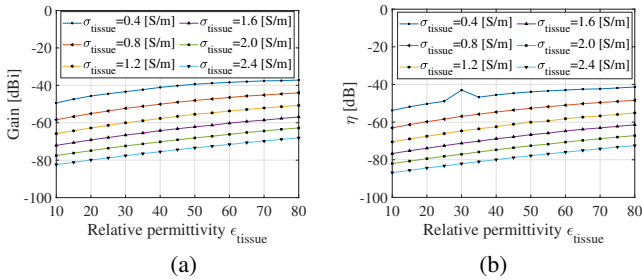 0
-20
-40
-60
-80
-100
Gain [dBi]
σtissue=0.4 [S/m] σtissue=1.6 [S/m]
σtissue=0.8 [S/m] σtissue=2.0 [S/m]
σtissue=1.2 [S/m] σtissue=2.4 [S/m]
10 20 30 40 50 60 70 80
Relative permittivity ϵtissue
(a)
0
-20
-40
-60
-80
-100
η [dB]
σtissue=0.4 [S/m] σtissue=1.6 [S/m]
σtissue=0.8 [S/m] σtissue=2.0 [S/m]
σtissue=1.2 [S/m] σtissue=2.4 [S/m]
10 20 30 40 50 60 70 80
Relative permittivity ϵtissue
(b)